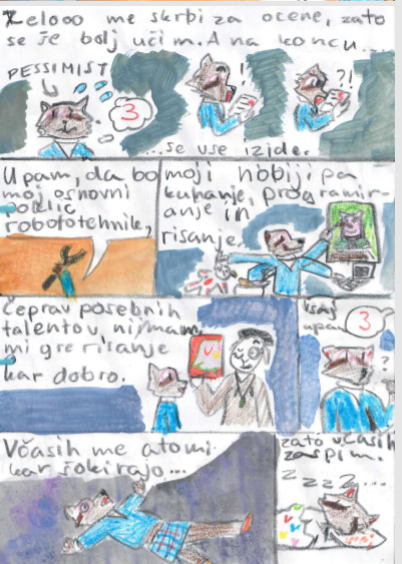 Zelooo me skrbi za ocene, zato
se še bolj učim. A na koncu...
PESSIMIST
3
!
?!
...se vse izide.
Upam, da bo
moj osnovni
poklic
robototehnik,
moji hobiji pa
kuhanje, programir-
anje in
risanje.
Čeprav posebnih
talentov nimam,
mi gre risanje
kar dobro.
Vsaj
upam
3
?
Včasih me atomi
kar šokirajo...
zato včasih
zaspim.
z z z z z...